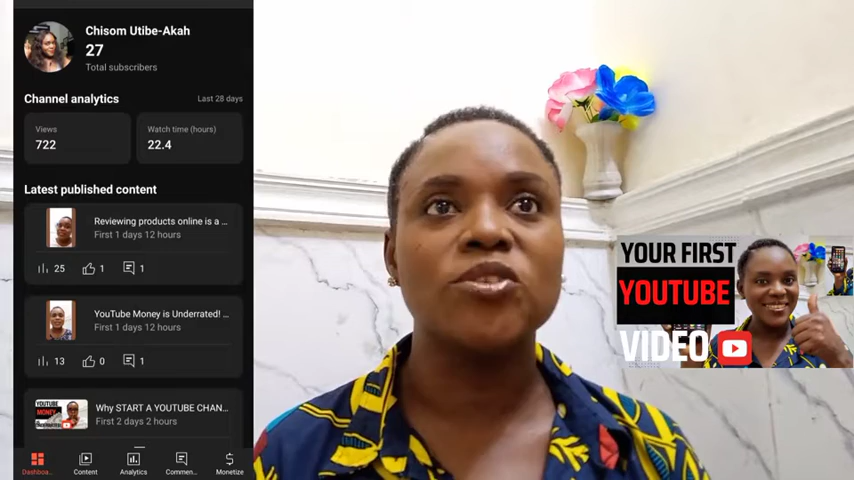 Chisom Utibe-Akah
27
Total subscribers
Channel analytics
Last 28 days
Views
722
Watch time (hours)
22.4
Latest published content
Reviewing products online is a ...
First 1 days 12 hours
25 1 1
YouTube Money is Underrated! ...
First 1 days 12 hours
13 0 1
Why START A YOUTUBE CHAN...
First 2 days 2 hours
YOUTUBE
MONEY
Dashboa... Content Analytics Commen... Monetize
YOUR FIRST
YOUTUBE
VIDEO